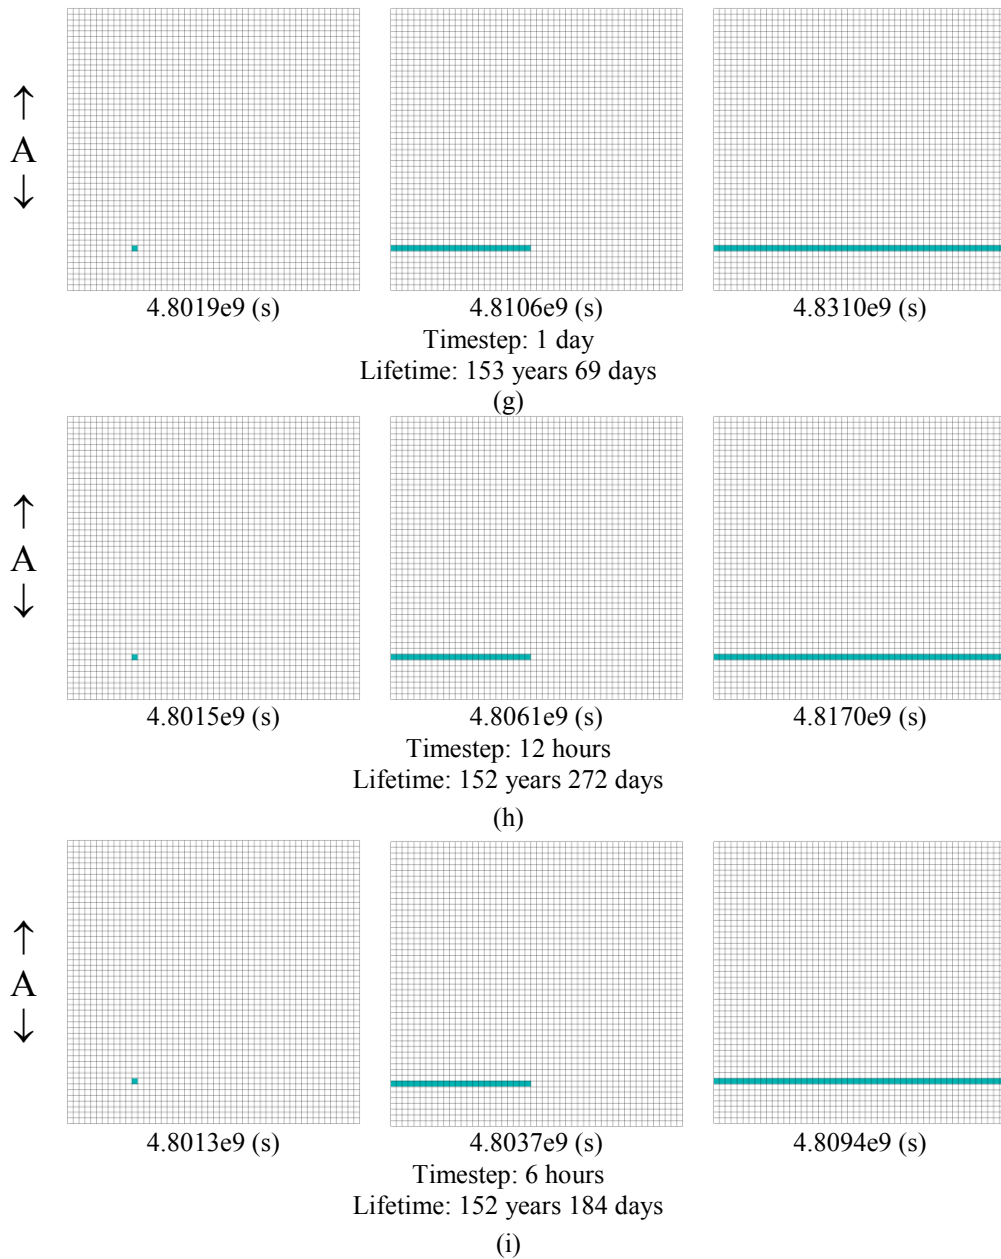 ↑
A
↓
4.8019e9 (s) 4.8106e9 (s) 4.8310e9 (s)
Timestep: 1 day
Lifetime: 153 years 69 days
(g)
↑
A
↓
4.8015e9 (s) 4.8061e9 (s) 4.8170e9 (s)
Timestep: 12 hours
Lifetime: 152 years 272 days
(h)
↑
A
↓
4.8013e9 (s) 4.8037e9 (s) 4.8094e9 (s)
Timestep: 6 hours
Lifetime: 152 years 184 days
(i)